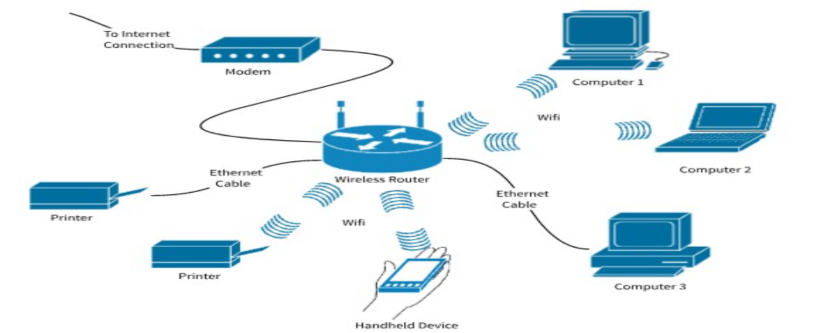 To Internet
Connection
Modem
Computer 1
Wifi
Computer 2
Ethernet
Cable
Wireless Router
Printer
Ethernet
Cable
Wifi
Printer
Computer 3
Handheld Device